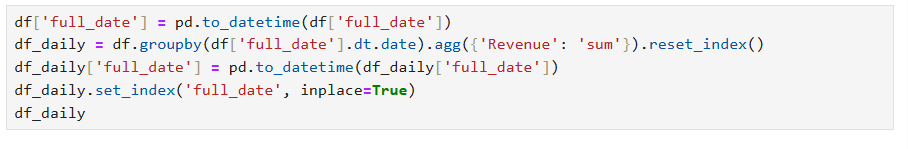 df['full_date'] = pd.to_datetime(df['full_date'])
df_daily = df.groupby(df['full_date'].dt.date).agg({'Revenue': 'sum'}).reset_index()
df_daily['full_date'] = pd.to_datetime(df_daily['full_date'])
df_daily.set_index('full_date', inplace=True)
df_daily